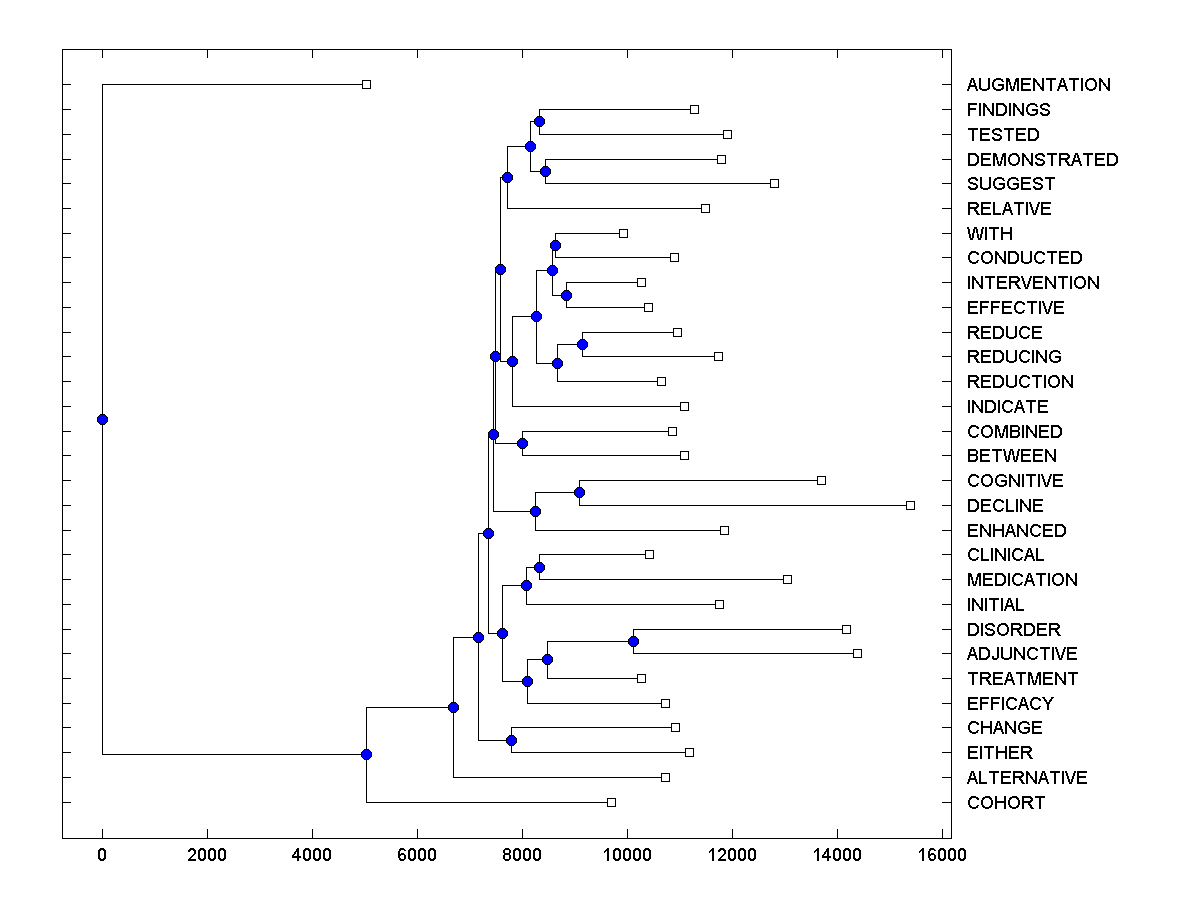 AUGMENTATION
FINDINGS
TESTED
DEMONSTRATED
SUGGEST
RELATIVE
WITH
CONDUCTED
INTERVENTION
EFFECTIVE
REDUCE
REDUCING
REDUCTION
INDICATE
COMBINED
BETWEEN
COGNITIVE
DECLINE
ENHANCED
CLINICAL
MEDICATION
INITIAL
DISORDER
ADJUNCTIVE
TREATMENT
EFFICACY
CHANGE
EITHER
ALTERNATIVE
COHORT
0 2000 4000 6000 8000 10000 12000 14000 16000